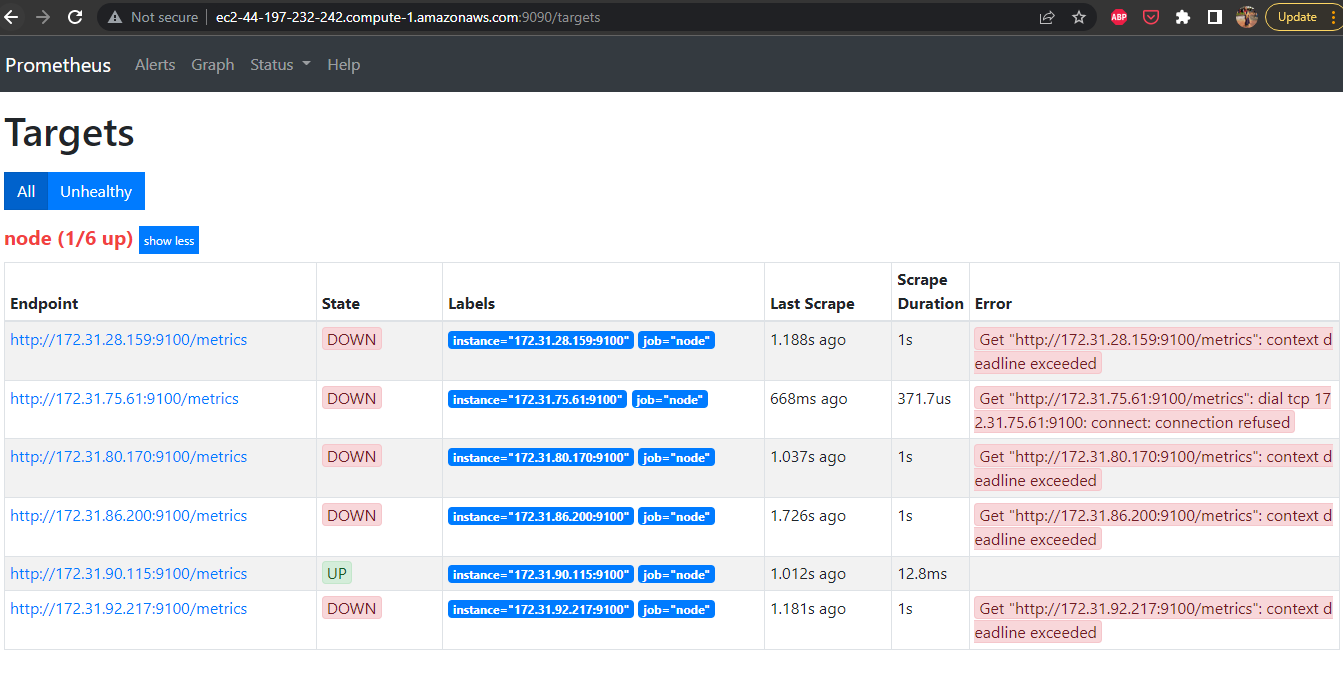 Not secure ec2-44-197-232-242.compute-1.amazonaws.com:9090/targets ABP Update
Prometheus Alerts Graph Status Help
Targets
All Unhealthy
node (1/6 up) show less
Endpoint State Labels Last Scrape Scrape Duration Error
http://172.31.28.159:9100/metrics DOWN instance="172.31.28.159:9100" job="node" 1.188s ago 1s Get "http://172.31.28.159:9100/metrics": context d
eadline exceeded
http://172.31.75.61:9100/metrics DOWN instance="172.31.75.61:9100" job="node" 668ms ago 371.7us Get "http://172.31.75.61:9100/metrics": dial tcp 17
2.31.75.61:9100: connect: connection refused
http://172.31.80.170:9100/metrics DOWN instance="172.31.80.170:9100" job="node" 1.037s ago 1s Get "http://172.31.80.170:9100/metrics": context d
eadline exceeded
http://172.31.86.200:9100/metrics DOWN instance="172.31.86.200:9100" job="node" 1.726s ago 1s Get "http://172.31.86.200:9100/metrics": context d
eadline exceeded
http://172.31.90.115:9100/metrics UP instance="172.31.90.115:9100" job="node" 1.012s ago 12.8ms
http://172.31.92.217:9100/metrics DOWN instance="172.31.92.217:9100" job="node" 1.181s ago 1s Get "http://172.31.92.217:9100/metrics": context d
eadline exceeded